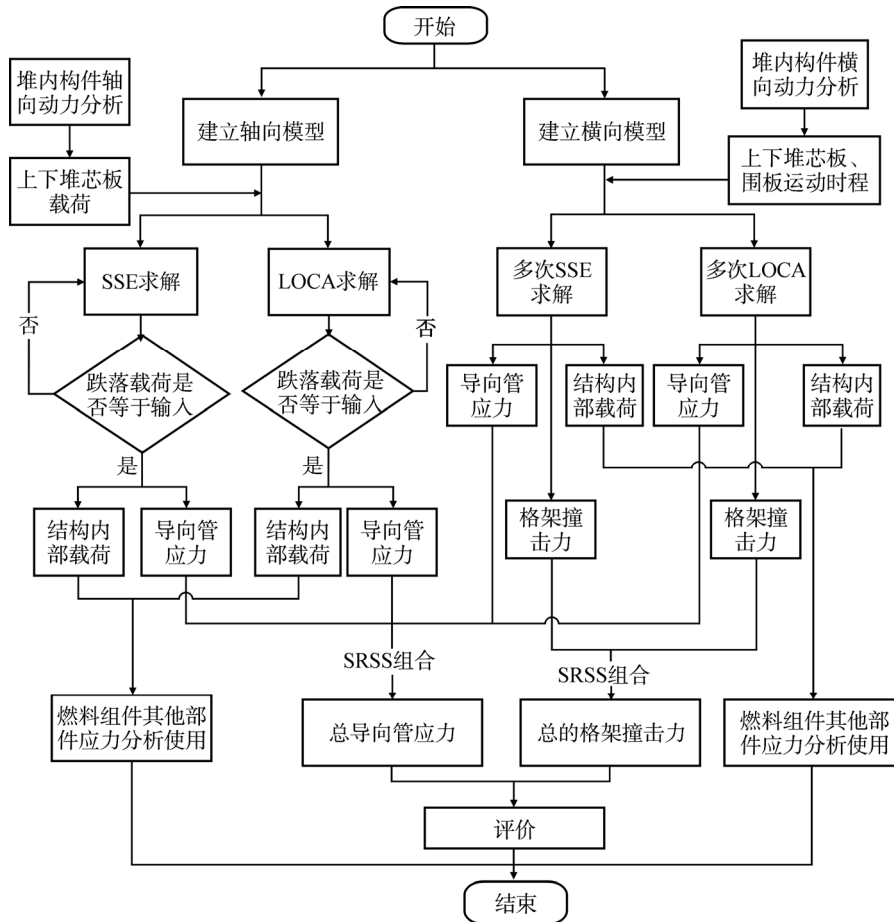 开始
堆内构件轴
向动力分析
堆内构件横
向动力分析
建立轴向模型
建立横向模型
上下堆芯板
载荷
上下堆芯板、
围板运动时程
SSE求解
LOCA求解
多次SSE
求解
多次LOCA
求解
否
否
跌落载荷是
否等于输入
跌落载荷是
否等于输入
导向管
应力
结构内
部载荷
导向管
应力
结构内
部载荷
是
是
结构内
部载荷
导向管
应力
结构内
部载荷
导向管
应力
格架撞
击力
格架撞
击力
SRSS组合
SRSS组合
燃料组件其他部
件应力分析使用
总导向管应力
总的格架撞击力
燃料组件其他部
件应力分析使用
评价
结束